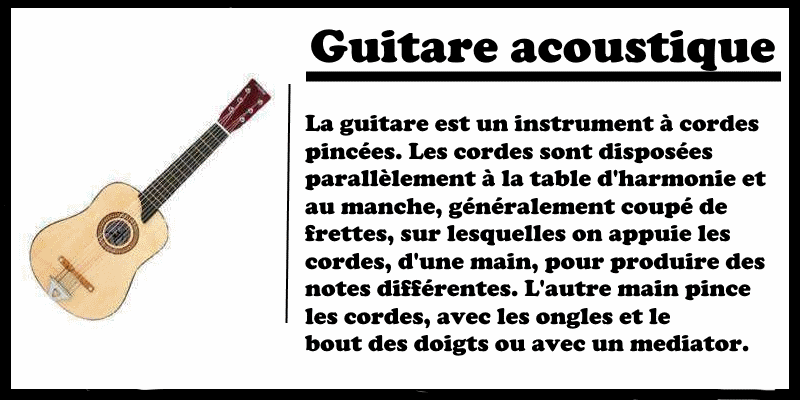 Guitare acoustique
La guitare est un instrument à cordes
pincées. Les cordes sont disposées
parallèlement à la table d'harmonie et
au manche, généralement coupé de
frettes, sur lesquelles on appuie les
cordes, d'une main, pour produire des
notes différentes. L'autre main pince
les cordes, avec les ongles et le
bout des doigts ou avec un mediator.